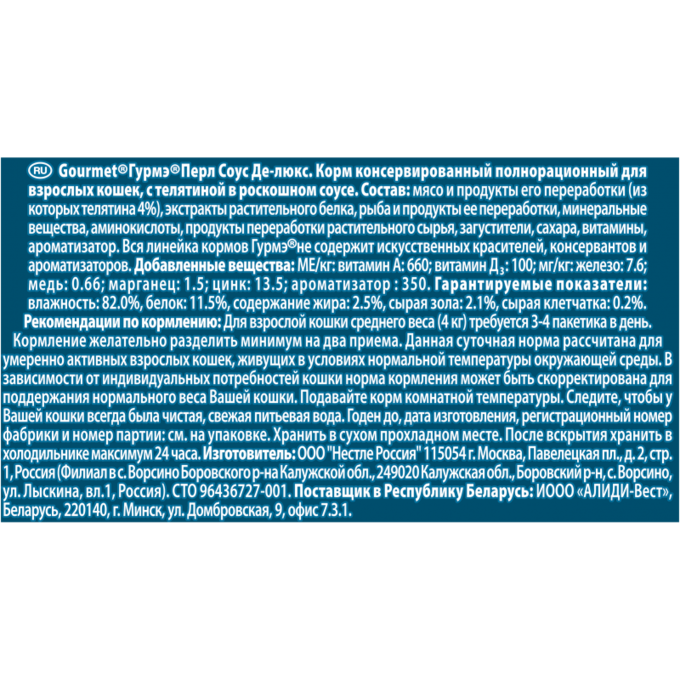 RU Gourmet®Гурмэ®Перл Соус Де-люкс. Корм консервированный полнорационный для
взрослых кошек, с телятиной в роскошном соусе. Состав: мясо и продукты его переработки (из
которых телятина 4%), экстракты растительного белка, рыба и продукты ее переработки, минеральные
вещества, аминокислоты, продукты переработки растительного сырья, загустители, сахара, витамины,
ароматизатор. Вся линейка кормов Гурмэ®не содержит искусственных красителей, консервантов и
ароматизаторов. Добавленные вещества: МЕ/кг: витамин А: 660; витамин Д₃: 100; мг/кг: железо: 7.6;
медь: 0.66; марганец: 1.5; цинк: 13.5; ароматизатор : 350. Гарантируемые показатели:
влажность: 82.0%, белок: 11.5%, содержание жира: 2.5%, сырая зола: 2.1%, сырая клетчатка: 0.2%.
Рекомендации по кормлению: Для взрослой кошки среднего веса (4 кг) требуется 3-4 пакетика в день.
Кормление желательно разделить минимум на два приема. Данная суточная норма рассчитана для
умеренно активных взрослых кошек, живущих в условиях нормальной температуры окружающей среды. В
зависимости от индивидуальных потребностей кошки норма кормления может быть скорректирована для
поддержания нормального веса Вашей кошки. Подавайте корм комнатной температуры. Следите, чтобы у
Вашей кошки всегда была чистая, свежая питьевая вода. Годен до, дата изготовления, регистрационный номер
фабрики и номер партии: см. на упаковке. Хранить в сухом прохладном месте. После вскрытия хранить в
холодильнике максимум 24 часа. Изготовитель: ООО "Нестле Россия" 115054 г. Москва, Павелецкая пл., д. 2, стр.
1, Россия (Филиал в с. Ворсино Боровского р-на Калужской обл., 249020 Калужская обл., Боровский р-н, с. Ворсино,
ул. Лыскина, вл.1, Россия). СТО 96436727-001. Поставщик в Республику Беларусь: ИООО «АЛИДИ-Вест»,
Беларусь, 220140, г. Минск, ул. Домбровская, 9, офис 7.3.1.